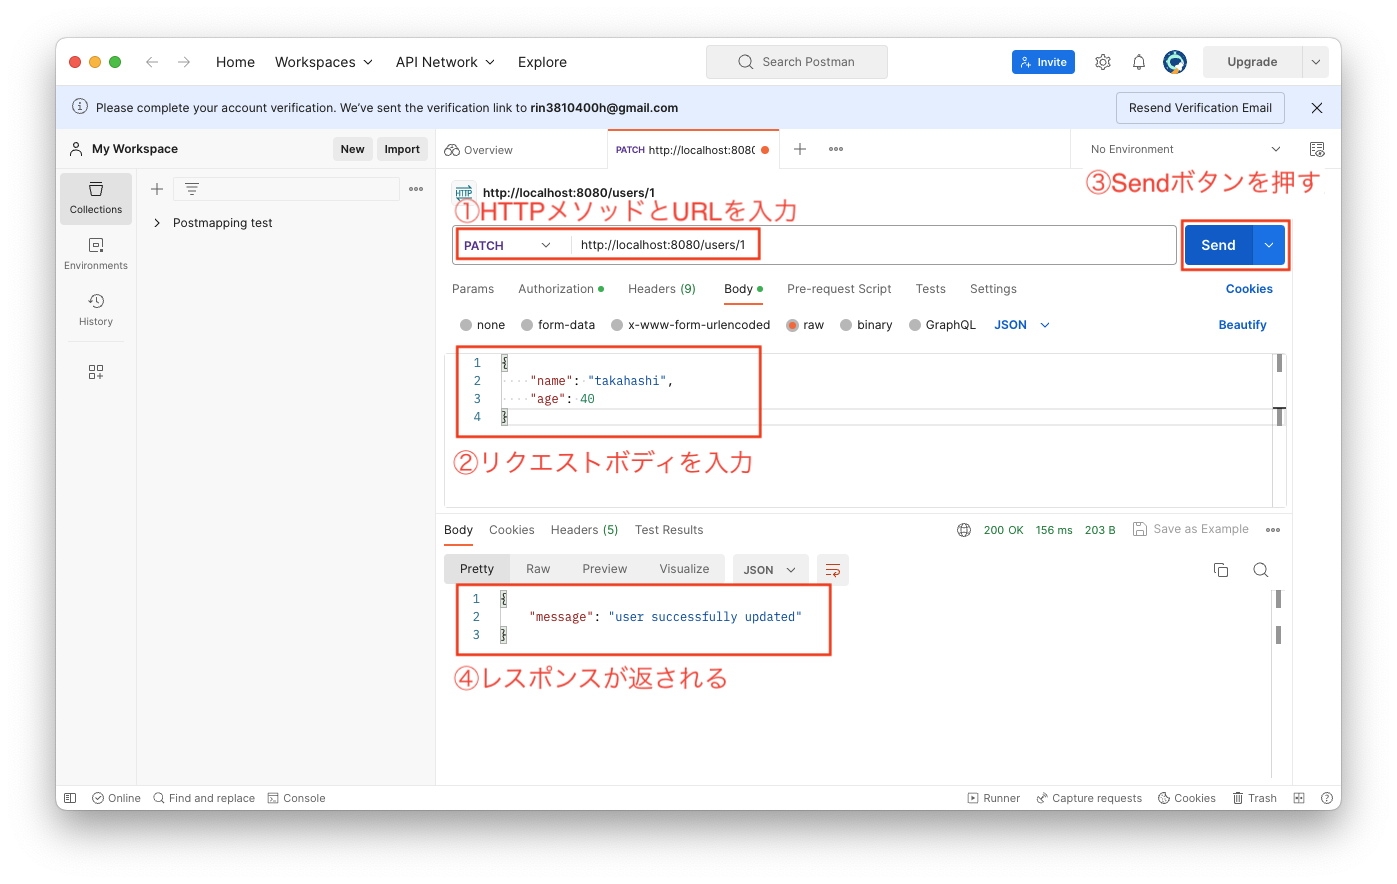 Home Workspaces API Network Explore Search Postman Invite Upgrade
Please complete your account verification. We've sent the verification link to rin3810400h@gmail.com Resend Verification Email
My Workspace New Import
Overview PATCH http://localhost:808( No Environment
③Sendボタンを押す
Collections
Environments
History
Postmapping test
HTTP http://localhost:8080/users/1
①HTTPメソッドとURLを入力
PATCH http://localhost:8080/users/1 Send
Params Authorization Headers (9) Body Pre-request Script Tests Settings Cookies
none form-data x-www-form-urlencoded raw binary GraphQL JSON Beautify
1 {
2 "name": "takahashi",
3 "age": 40
4 }
②リクエストボディを入力
Body Cookies Headers (5) Test Results 200 OK 156 ms 203 B Save as Example
Pretty Raw Preview Visualize JSON
1 {
2 "message": "user successfully updated"
3 }
④レスポンスが返される
Online Find and replace Console Runner Capture requests Cookies Trash